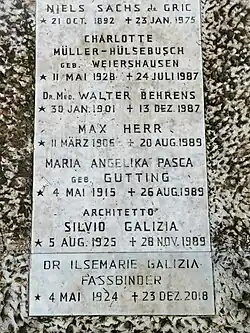 NIELS SACHS de GRIC
* 21 OCT. 1892 + 23 JAN. 1975
CHARLOTTE
MÜLLER-HÜLSEBUSCH
GEB. WEIERSHAUSEN
* 11 MAI 1928 + 24 JULI 1987
Dr. Med. WALTER BEHRENS
* 30 JAN. 1901 + 13 DEZ. 1987
MAX HERR
* 11 MÄRZ 1906 + 20 AUG. 1989
MARIA ANGELIKA PASCA
GEB. GUTTING
* 4 MAI 1915 + 26 AUG. 1989
ARCHITETTO
SILVIO GALIZIA
* 5 AUG. 1925 + 28 NOV. 1989
DR ILSEMARIE GALIZIA
FASSBINDER
* 4 MAI 1924 + 23 DEZ. 2018